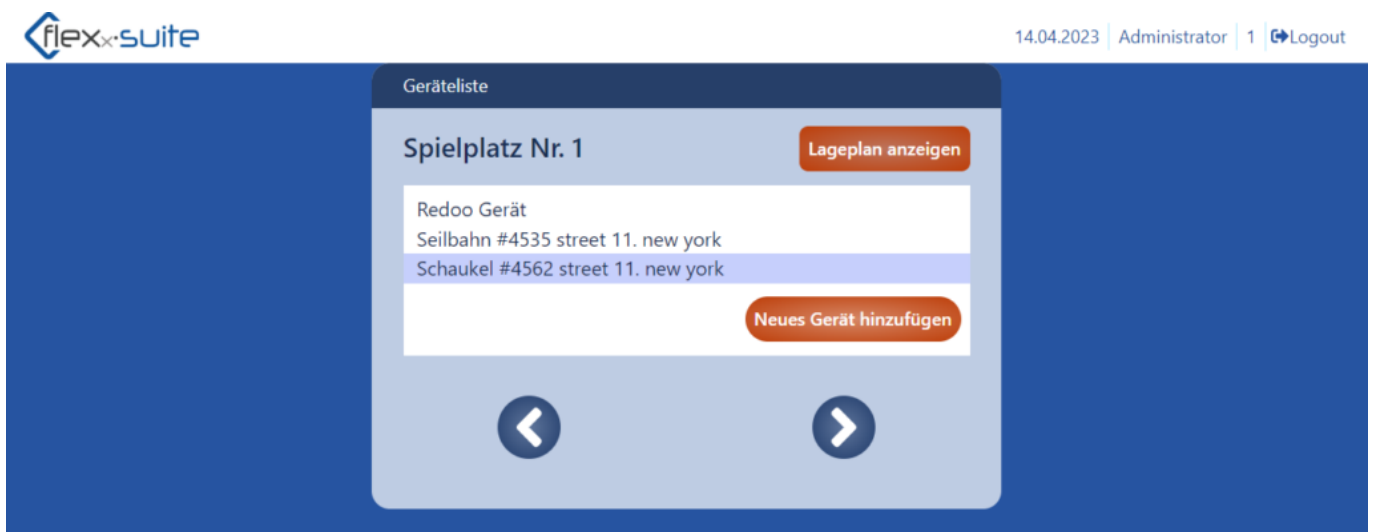 flexx·suite
14.04.2023 Administrator 1 Logout
Geräteliste
Spielplatz Nr. 1
Lageplan anzeigen
Redoo Gerät
Seilbahn #4535 street 11. new york
Schaukel #4562 street 11. new york
Neues Gerät hinzufügen